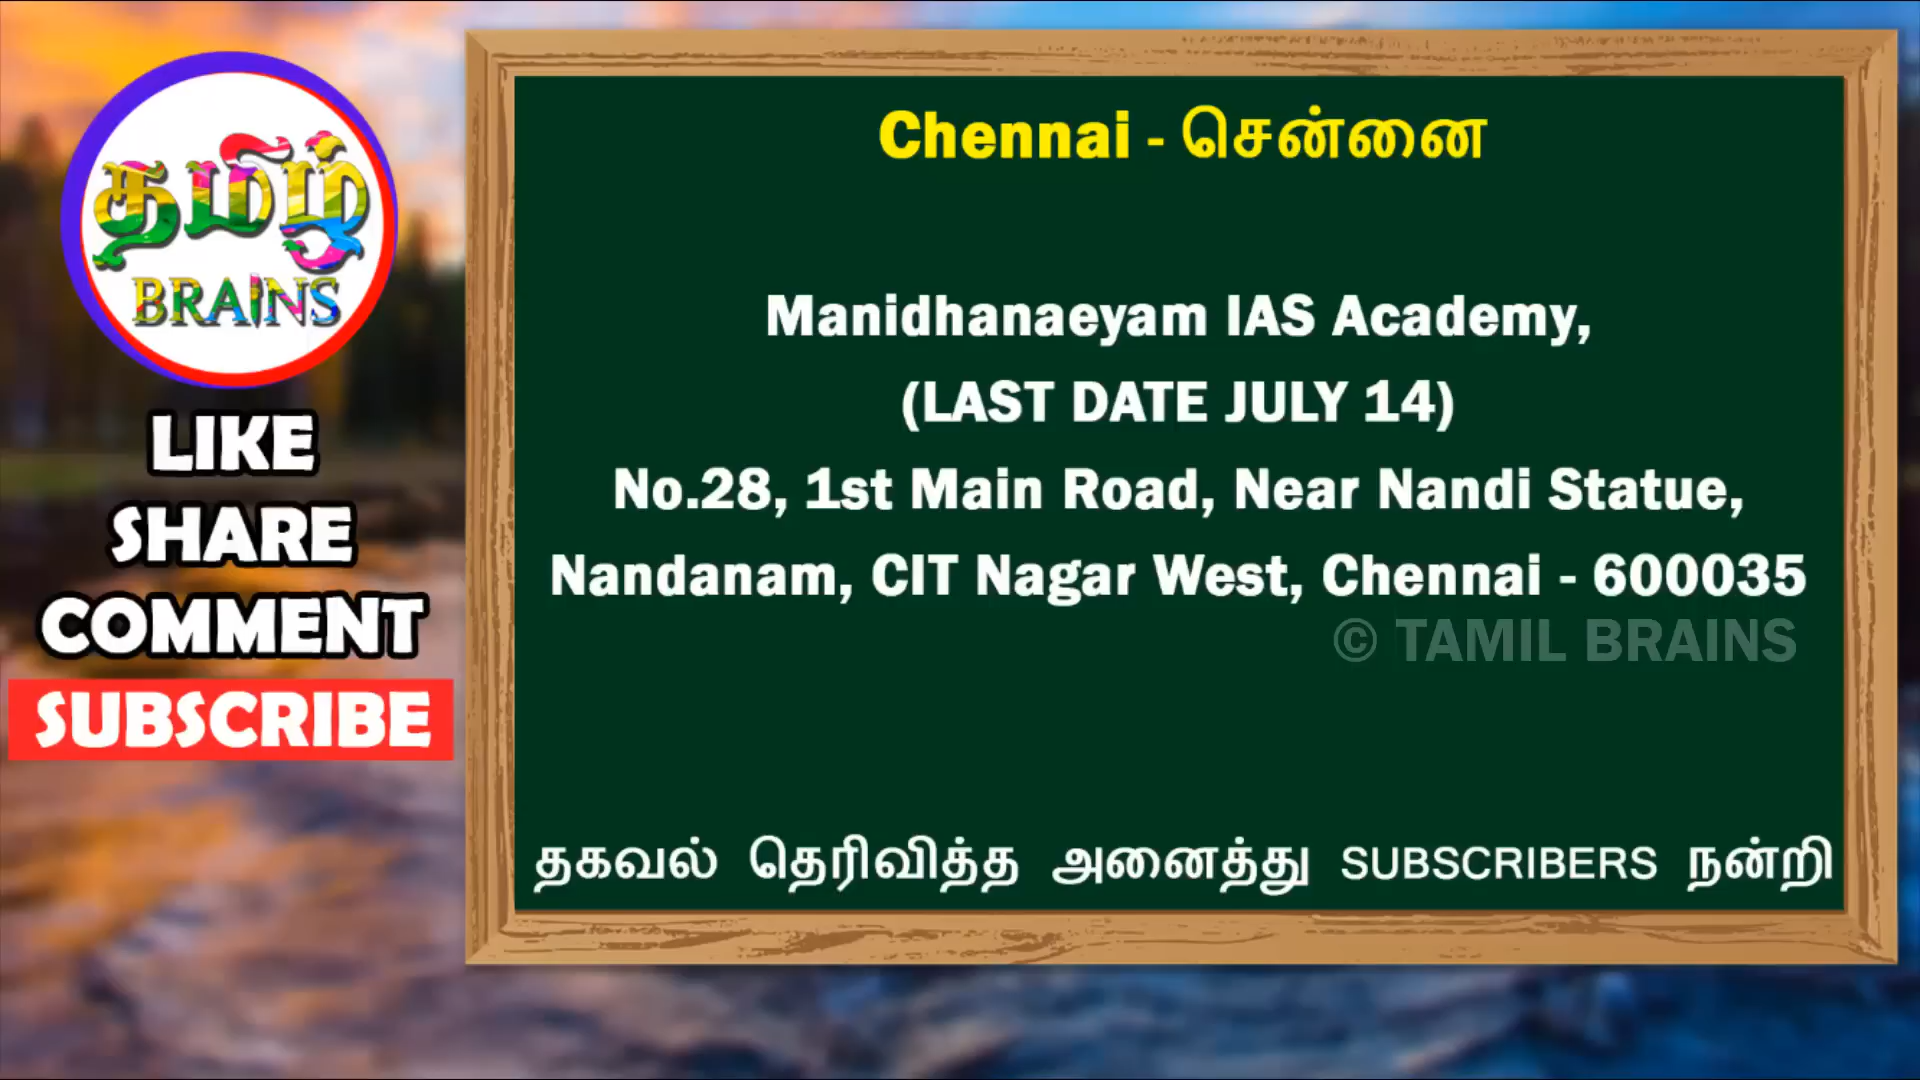 தமிழ்
BRAINS
LIKE
SHARE
COMMENT
SUBSCRIBE
Chennai - சென்னை
Manidhanaeyam IAS Academy,
(LAST DATE JULY 14)
No.28, 1st Main Road, Near Nandi Statue,
Nandanam, CIT Nagar West, Chennai - 600035
© TAMIL BRAINS
தகவல் தெரிவித்த அனைத்து SUBSCRIBERS நன்றி